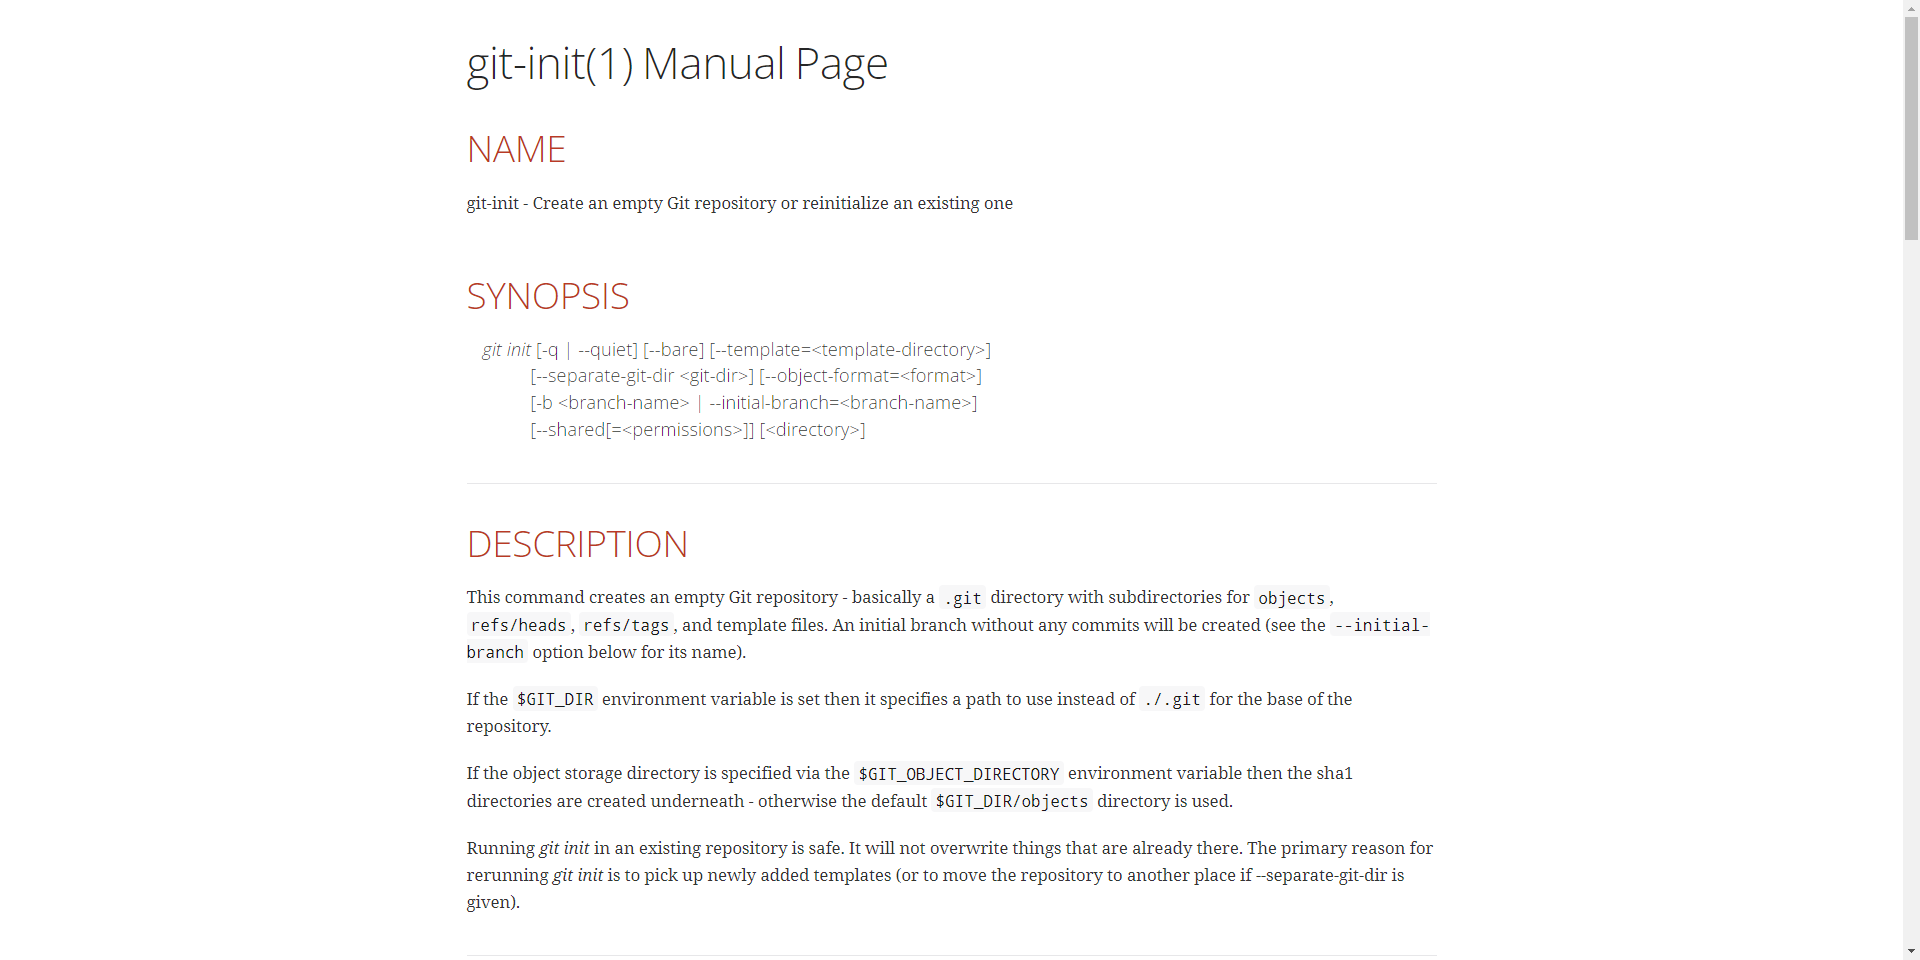 git-init(1) Manual Page
NAME
git-init - Create an empty Git repository or reinitialize an existing one
SYNOPSIS
git init [-q | --quiet] [--bare] [--template=<template-directory>]
[--separate-git-dir <git-dir>] [--object-format=<format>]
[-b <branch-name> | --initial-branch=<branch-name>]
[--shared[=<permissions>]] [<directory>]
DESCRIPTION
This command creates an empty Git repository - basically a .git directory with subdirectories for objects,
refs/heads, refs/tags, and template files. An initial branch without any commits will be created (see the --initial-
branch option below for its name).
If the $GIT_DIR environment variable is set then it specifies a path to use instead of ./.git for the base of the
repository.
If the object storage directory is specified via the $GIT_OBJECT_DIRECTORY environment variable then the sha1
directories are created underneath - otherwise the default $GIT_DIR/objects directory is used.
Running git init in an existing repository is safe. It will not overwrite things that are already there. The primary reason for
rerunning git init is to pick up newly added templates (or to move the repository to another place if --separate-git-dir is
given).